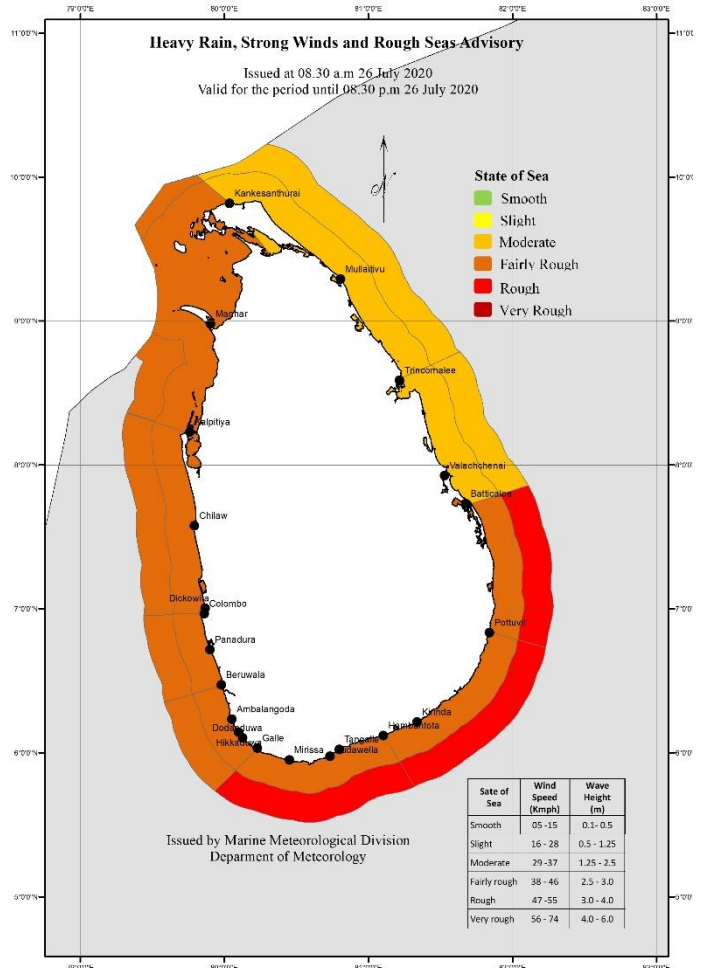 79°0'0"E 80°0'0"E 81°0'0"E 82°0'0"E 83°0'0"E
11°0'0"N
Heavy Rain, Strong Winds and Rough Seas Advisory
Issued at 08.30 a.m 26 July 2020
Valid for the period until 08.30 p.m 26 July 2020
N
10°0'0"N
State of Sea
Smooth
Slight
Moderate
Fairly Rough
Rough
Very Rough
Kankesanthurai
Mullaitivu
9°0'0"N
Mannar
Trincomalee
Kalpitiya
8°0'0"N
Valachchenai
Batticaloa
Chilaw
7°0'0"N
Dickowita
Colombo
Pottuvil
Panadura
Beruwala
Ambalangoda
Kirinda
Dodanduwa
Hambantota
Hikkaduwa
Galle
Tangalle
6°0'0"N
Mirissa
Issued by Marine Meteorological Division
Deparment of Meteorology
Sate of Sea Wind Speed (Kmph) Wave Height (m)
Smooth 05 -15 0.1- 0.5
Slight 16 - 28 0.5 - 1.25
Moderate 29 -37 1.25 - 2.5
Fairly rough 38 - 46 2.5 - 3.0
Rough 47 -55 3.0 - 4.0
Very rough 56 - 74 4.0 - 6.0
5°0'0"N